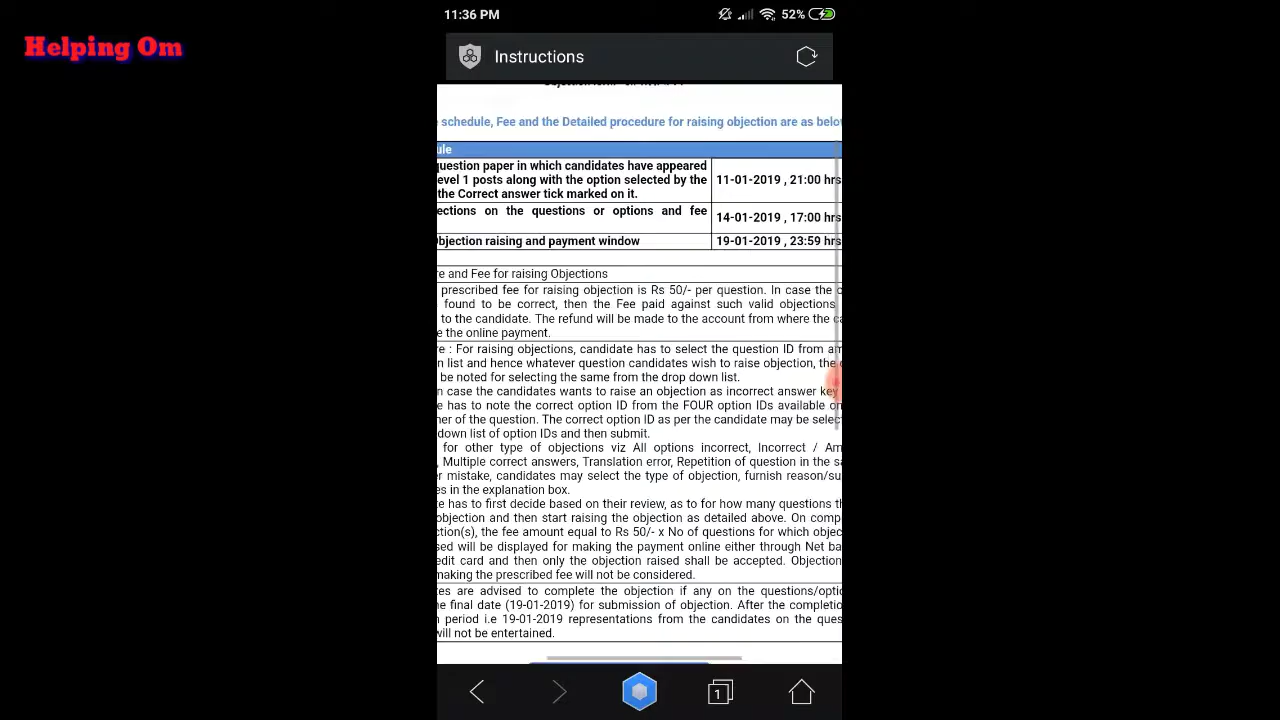 11:36 PM
52%
Helping Om
Instructions
schedule, Fee and the Detailed procedure for raising objection are as
question paper in which candidates have appeared
level 1 posts along with the option selected by the
the Correct answer tick marked on it.
11-01-2019 , 21:00 hrs
on the questions or options and fee
14-01-2019 , 17:00 hrs
Objection raising and payment window
19-01-2019 , 23:59 hrs
and Fee for raising Objections
prescribed fee for raising objection is Rs 50/- per question. In case the
found to be correct, then the Fee paid against such valid objections
to the candidate. The refund will be made to the account from where the
the online payment.
: For raising objections, candidate has to select the question ID from
list and hence whatever question candidates wish to raise objection, the
be noted for selecting the same from the drop down list.
n case the candidates wants to raise an objection as incorrect answer key
has to note the correct option ID from the FOUR option IDs available
of the question. The correct option ID as per the candidate may be
down list of option IDs and then submit.
for other type of objections viz All options incorrect, Incorrect /
, Multiple correct answers, Translation error, Repetition of question in the
mistake, candidates may select the type of objection, furnish
in the explanation box.
has to first decide based on their review, as to for how many questions
objection and then start raising the objection as detailed above. On
the fee amount equal to Rs 50/- x No of questions for which
will be displayed for making the payment online either through Net
card and then only the objection raised shall be accepted.
making the prescribed fee will not be considered.
are advised to complete the objection if any on the
final date (19-01-2019) for submission of objection. After the
period i.e 19-01-2019 representations from the candidates on the
will not be entertained.
1